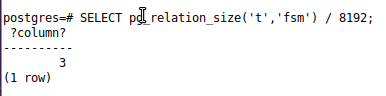 postgres=# SELECT pg_relation_size('t','fsm') / 8192;
?column?
----------
3
(1 row)